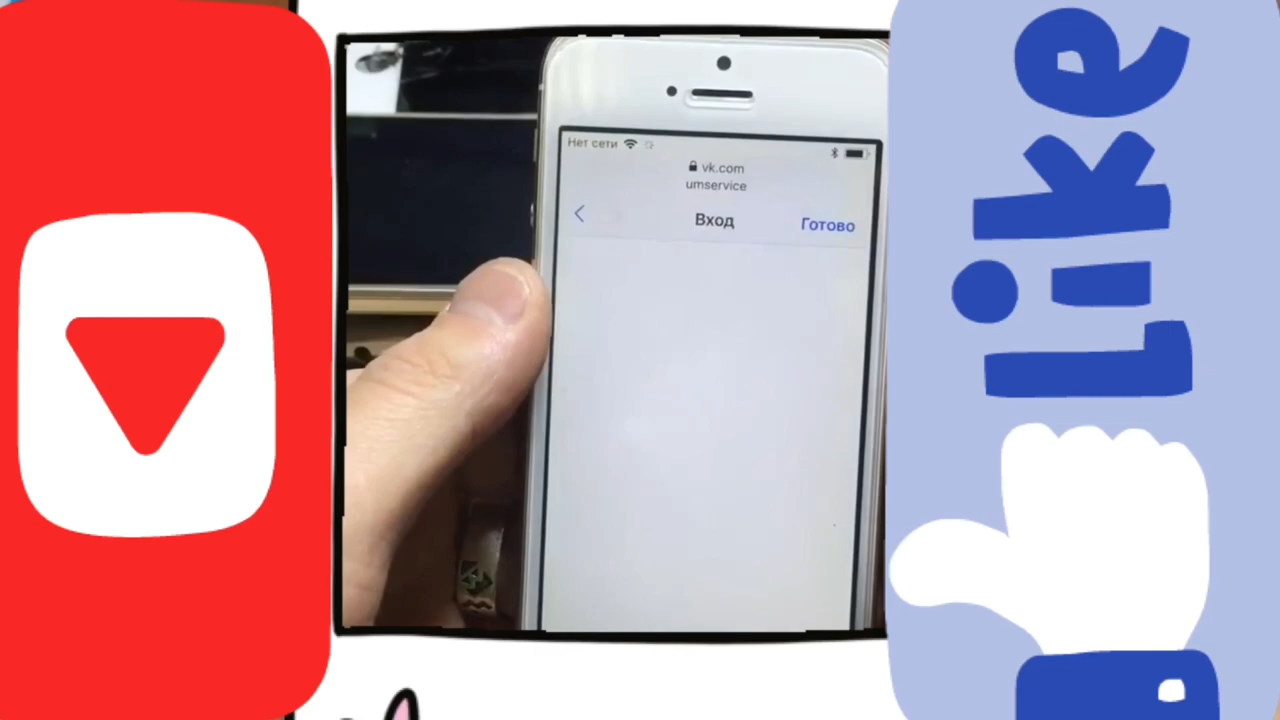 Нет сети
vk.com
umservice
Вход
Готово
Like